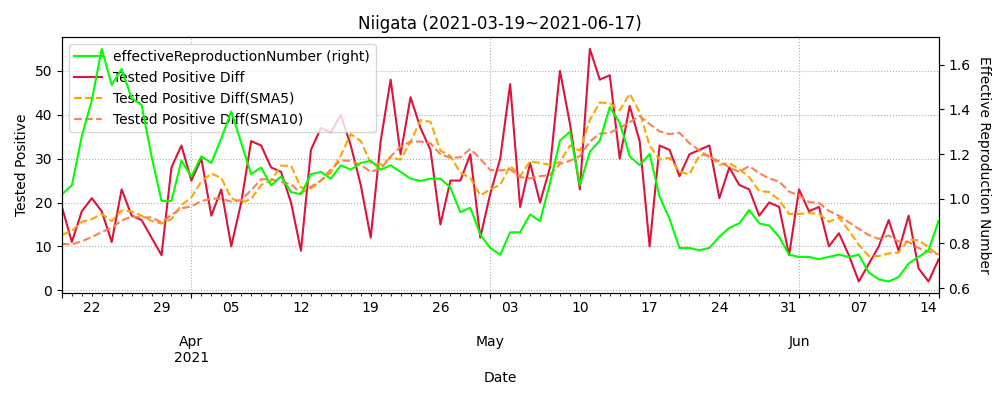 Niigata (2021-03-19~2021-06-17)
effectiveReproductionNumber (right)
Tested Positive Diff
Tested Positive Diff(SMA5)
Tested Positive Diff(SMA10)
Tested Positive
50
40
30
20
10
0
1.6
1.4
1.2
1.0
0.8
0.6
Effective Reproduction Number
22 29 05 12 19 26 03 10 17 24 31 07 14
Apr May Jun
2021
Date